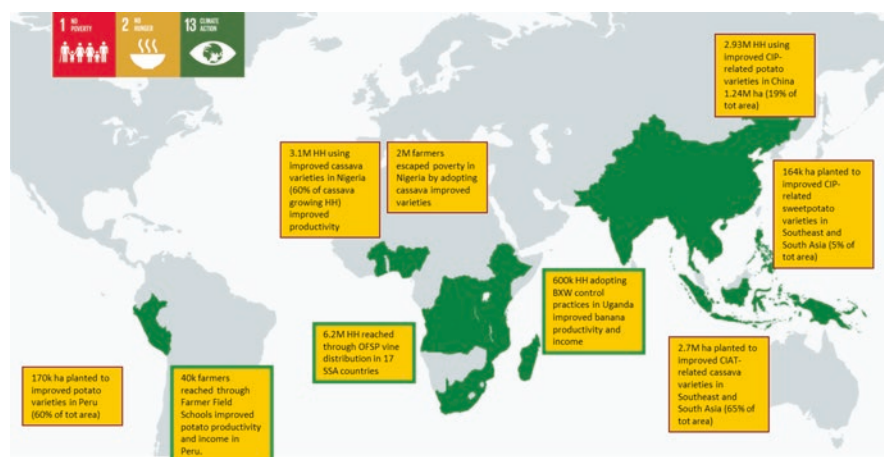 1 NO
POVERTY
2 NO
HUNGER
13 CLIMATE
ACTION
2.93M HH using
improved CIP-
related potato
varieties in China
1.24M ha (19% of
tot area)
3.1M HH using
improved cassava
varieties in Nigeria
(60% of cassava
growing HH)
improved
productivity
2M farmers
escaped poverty in
Nigeria by adopting
cassava improved
varieties
164k ha planted to
improved CIP-
related
sweetpotato
varieties in
Southeast and
South Asia (5% of
tot area)
600k HH adopting
BXW control
practices in Uganda
improved banana
productivity and
income
6.2M HH reached
through OFSP vine
distribution in 17
SSA countries
2.7M ha planted to
improved CIAT-
related cassava
varieties in
Southeast and
South Asia (65% of
tot area)
170k ha planted to
improved potato
varieties in Peru
(60% of tot area)
40k farmers
reached through
Farmer Field
Schools improved
potato productivity
and income in
Peru.